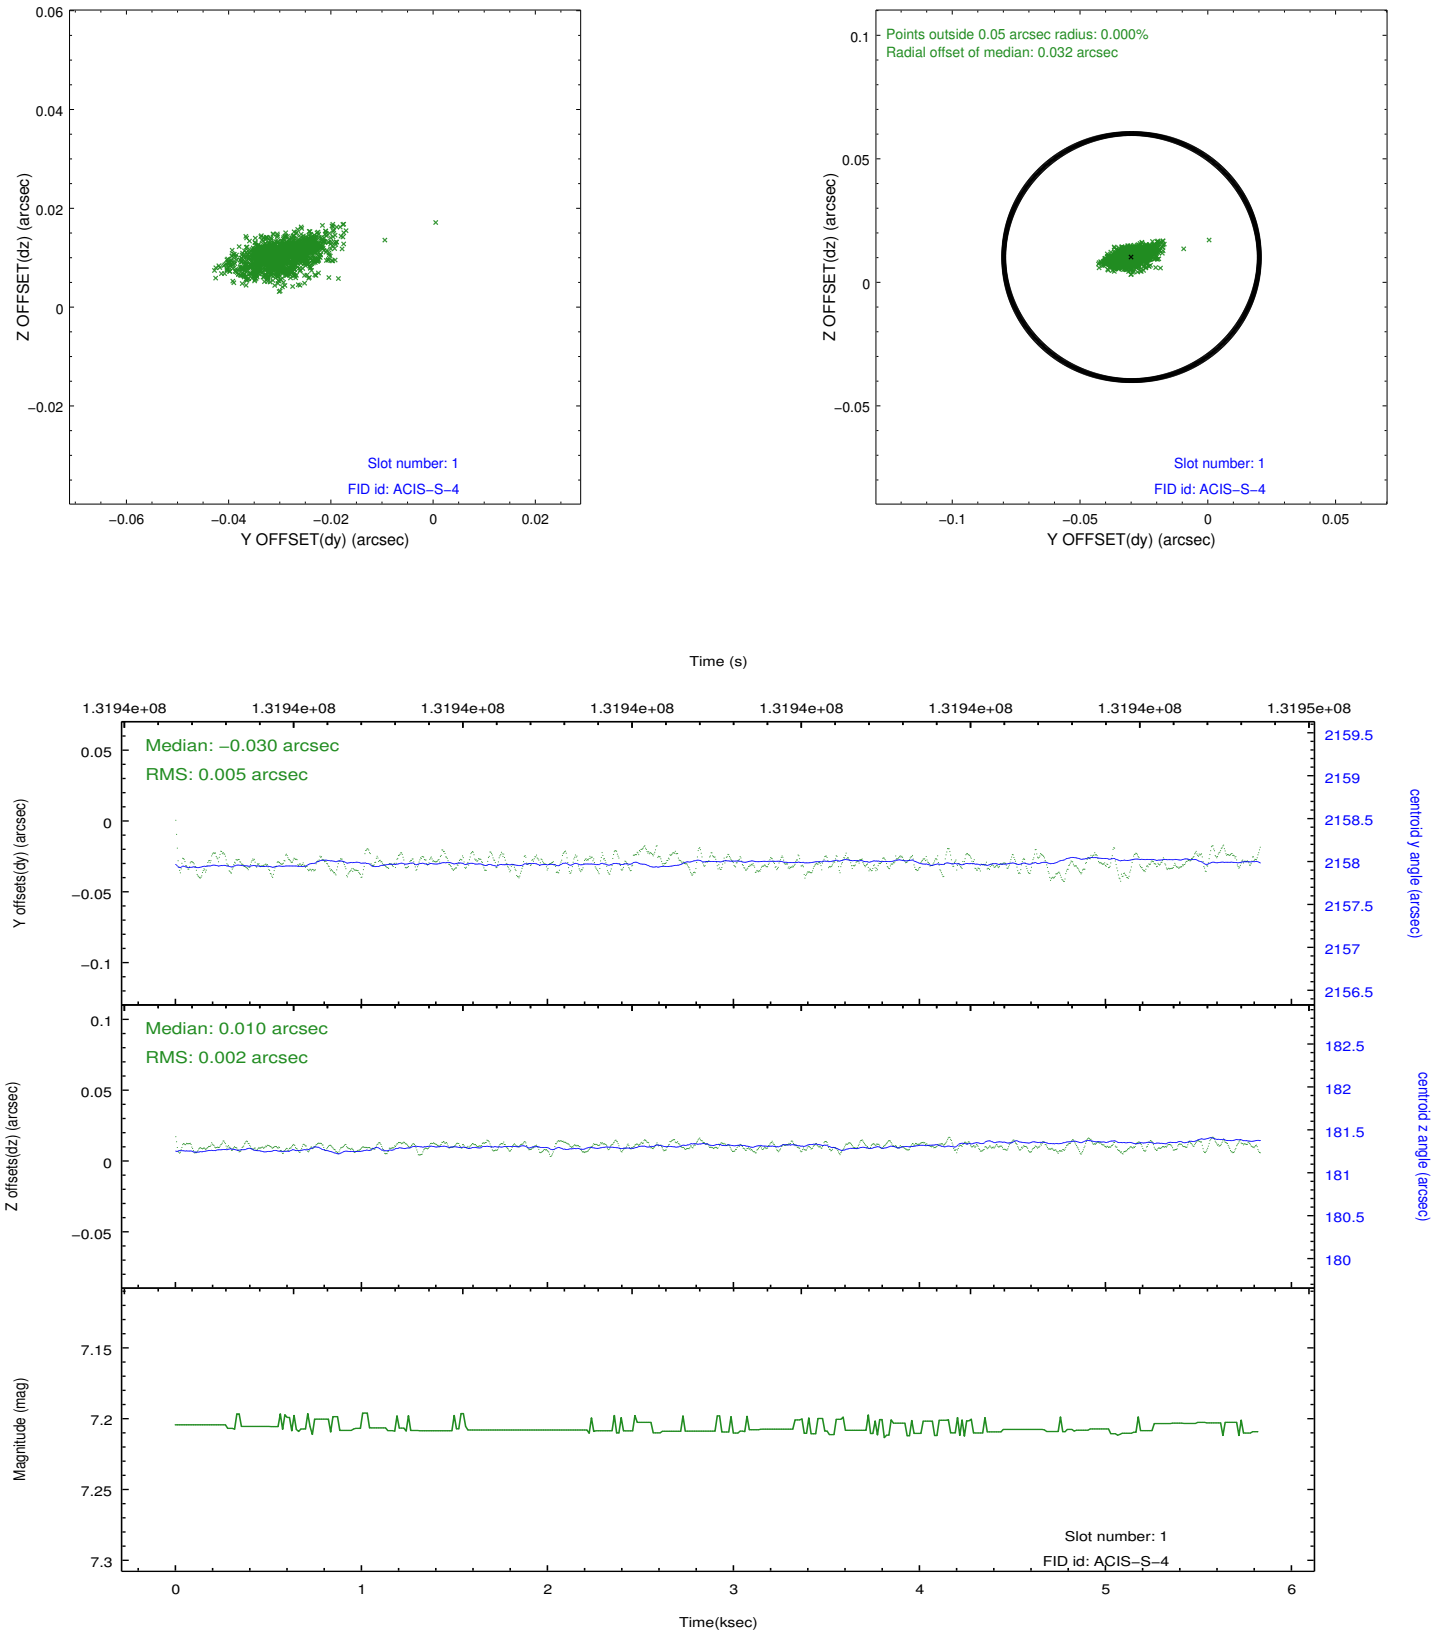 0.06
0.04
0.02
0
−0.02
Z OFFSET(dz) (arcsec)
Slot number: 1
FID id: ACIS−S−4
−0.06 −0.04 −0.02 0 0.02
Y OFFSET(dy) (arcsec)
Points outside 0.05 arcsec radius: 0.000%
Radial offset of median: 0.032 arcsec
0.1
0.05
0
−0.05
Z OFFSET(dz) (arcsec)
Slot number: 1
FID id: ACIS−S−4
−0.1 −0.05 0 0.05
Y OFFSET(dy) (arcsec)
Time (s)
1.3194e+08 1.3194e+08 1.3194e+08 1.3194e+08 1.3194e+08 1.3194e+08 1.3194e+08 1.3195e+08
Median: −0.030 arcsec
RMS: 0.005 arcsec
0.05
0
−0.05
−0.1
Y offsets(dy) (arcsec)
2159.5
2159
2158.5
2158
2157.5
2157
2156.5
centroid y angle (arcsec)
Median: 0.010 arcsec
RMS: 0.002 arcsec
0.1
0.05
0
−0.05
Z offsets(dz) (arcsec)
182.5
182
181.5
181
180.5
180
centroid z angle (arcsec)
7.15
7.2
7.25
7.3
Magnitude (mag)
Slot number: 1
FID id: ACIS−S−4
0 1 2 3 4 5 6
Time(ksec)